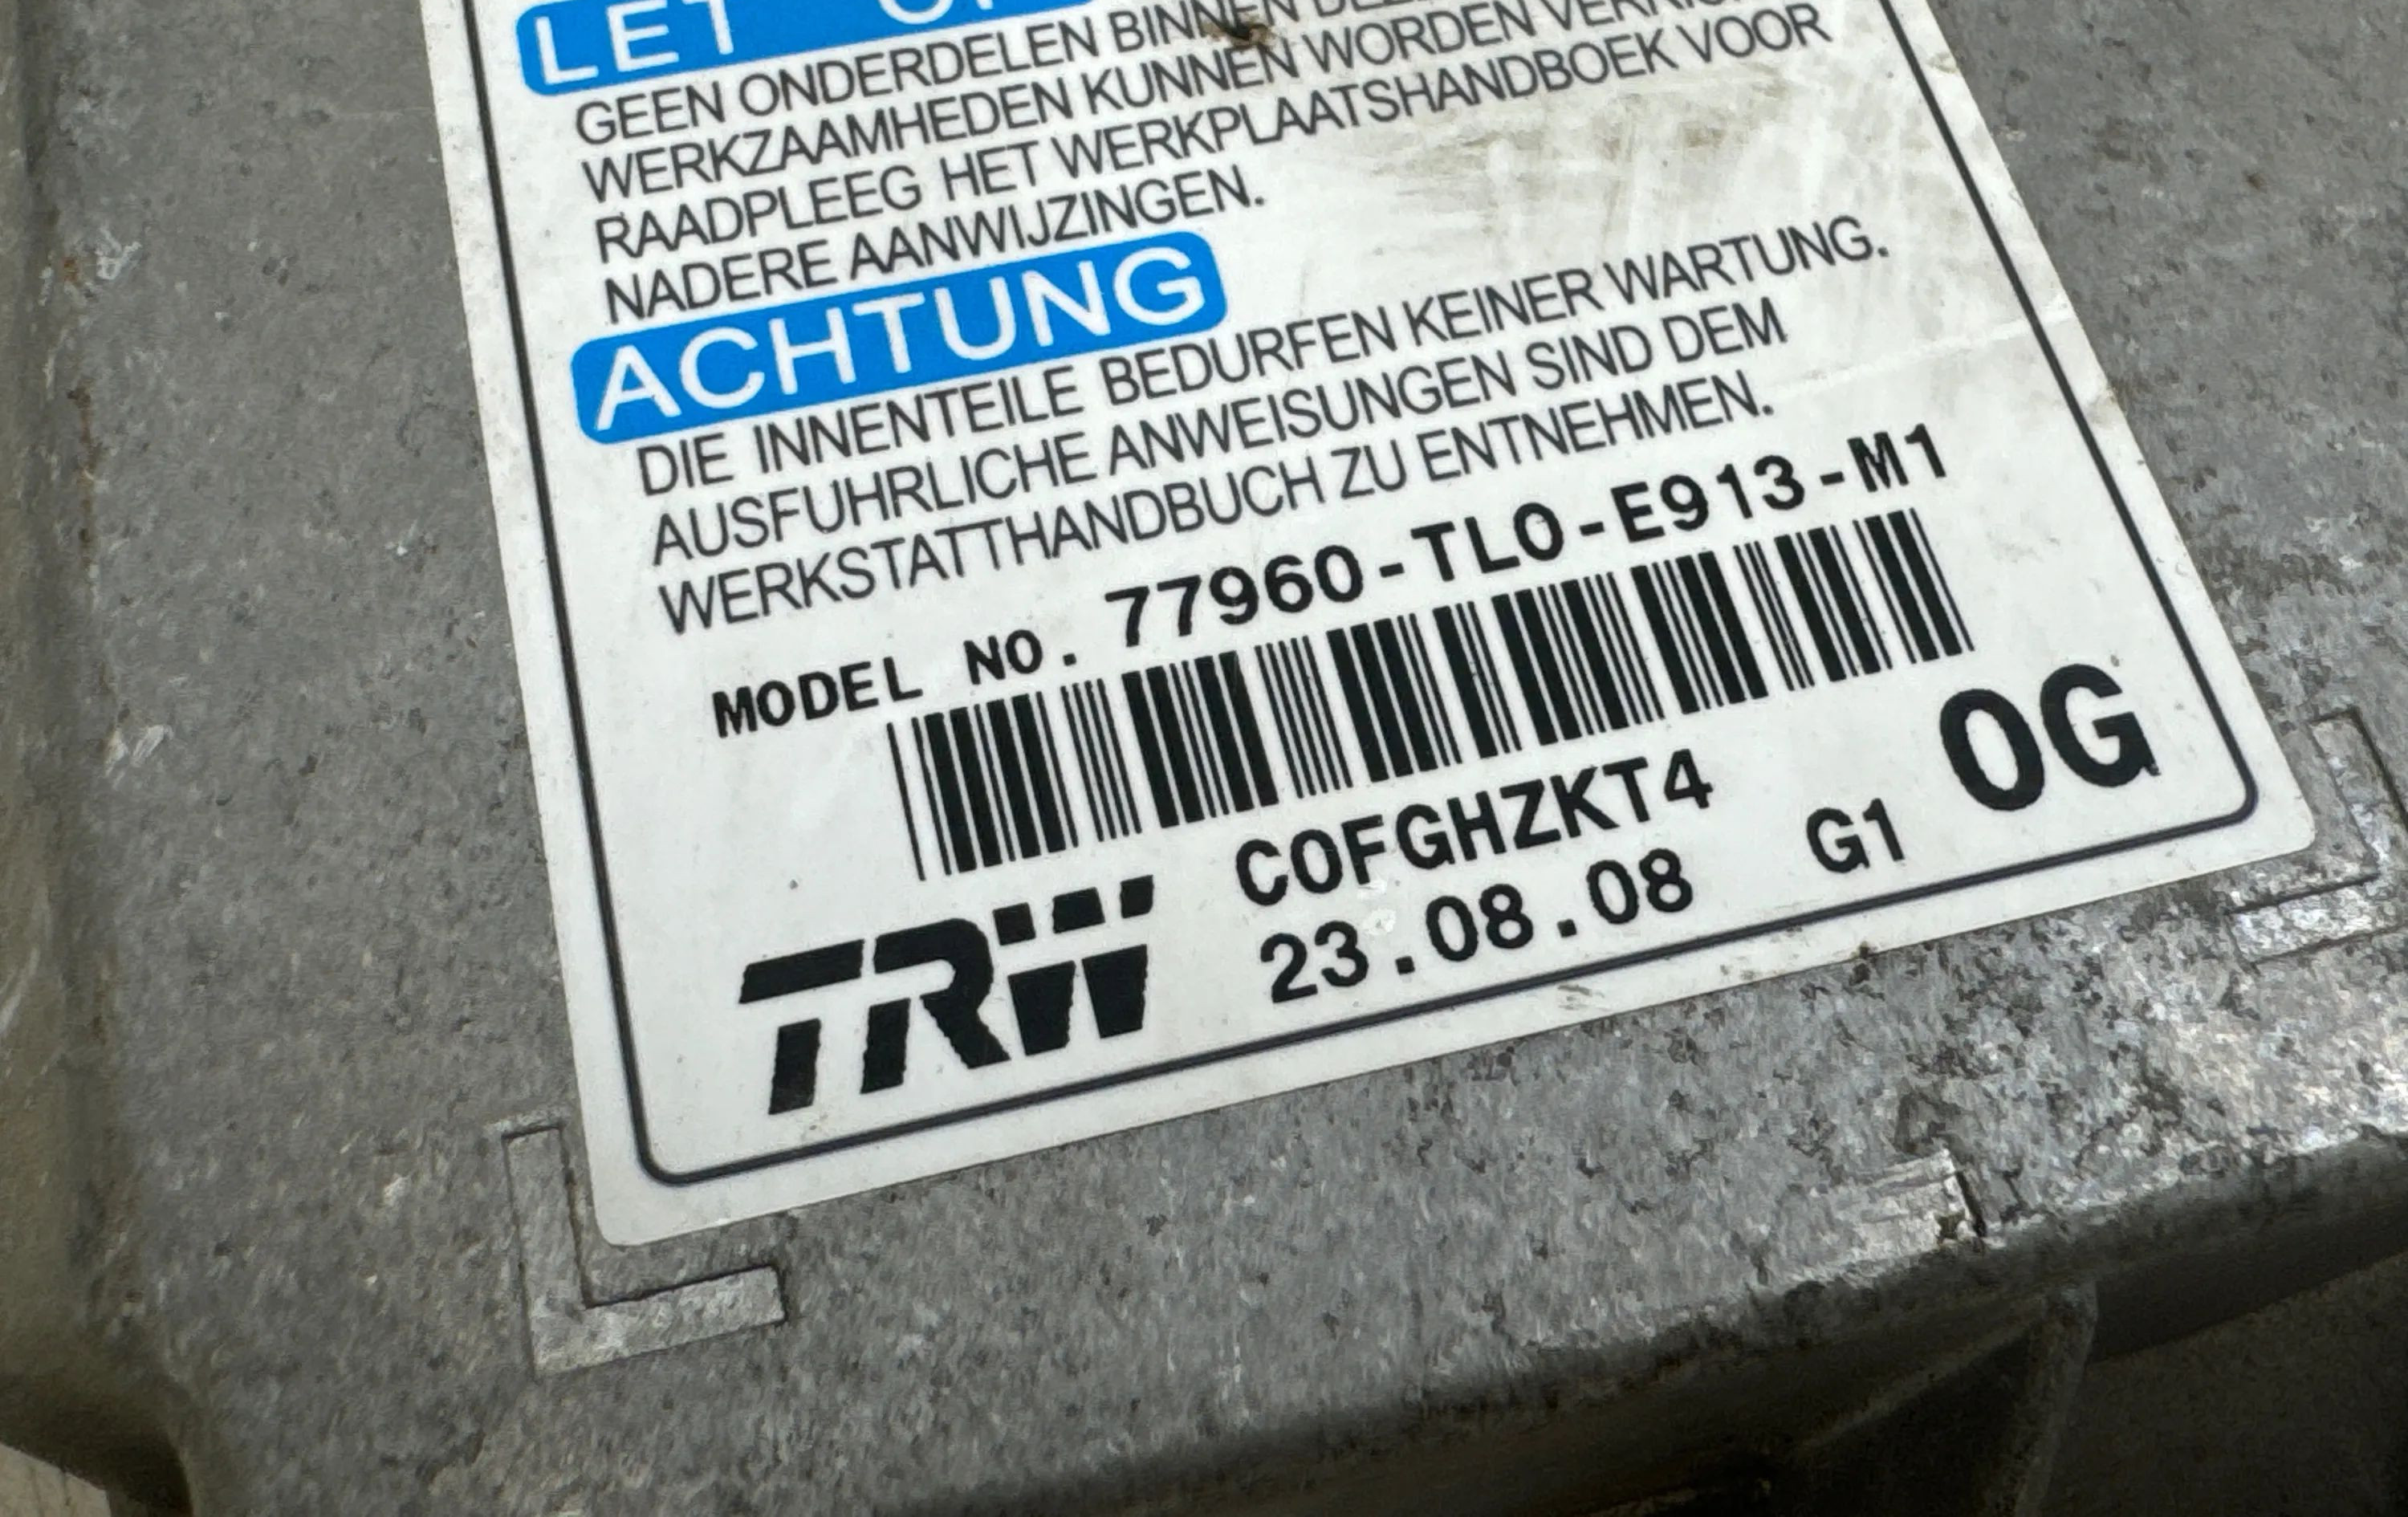 LET
GEEN ONDERDELEN BINNEN
WERKZAAMHEDEN KUNNEN WORDEN
RAADPLEEG HET WERKPLAATSHANDBOEK VOOR
NADERE AANWIJZINGEN.
ACHTUNG
DIE INNENTEILE BEDURFEN KEINER WARTUNG.
AUSFUHRLICHE ANWEISUNGEN SIND DEM
WERKSTATTHANDBUCH ZU ENTNEHMEN.
MODEL NO. 77960-TL0-E913-M1
C0FGHZKT4
TRW 23.08.08 G1 0G